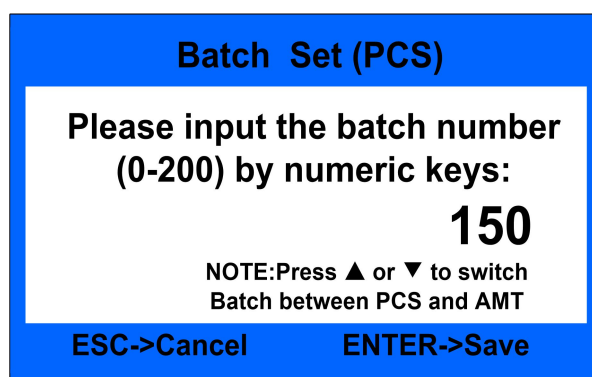 Batch Set (PCS)
Please input the batch number
(0-200) by numeric keys:
150
NOTE:Press ▲ or ▼ to switch
Batch between PCS and AMT
ESC->Cancel ENTER->Save